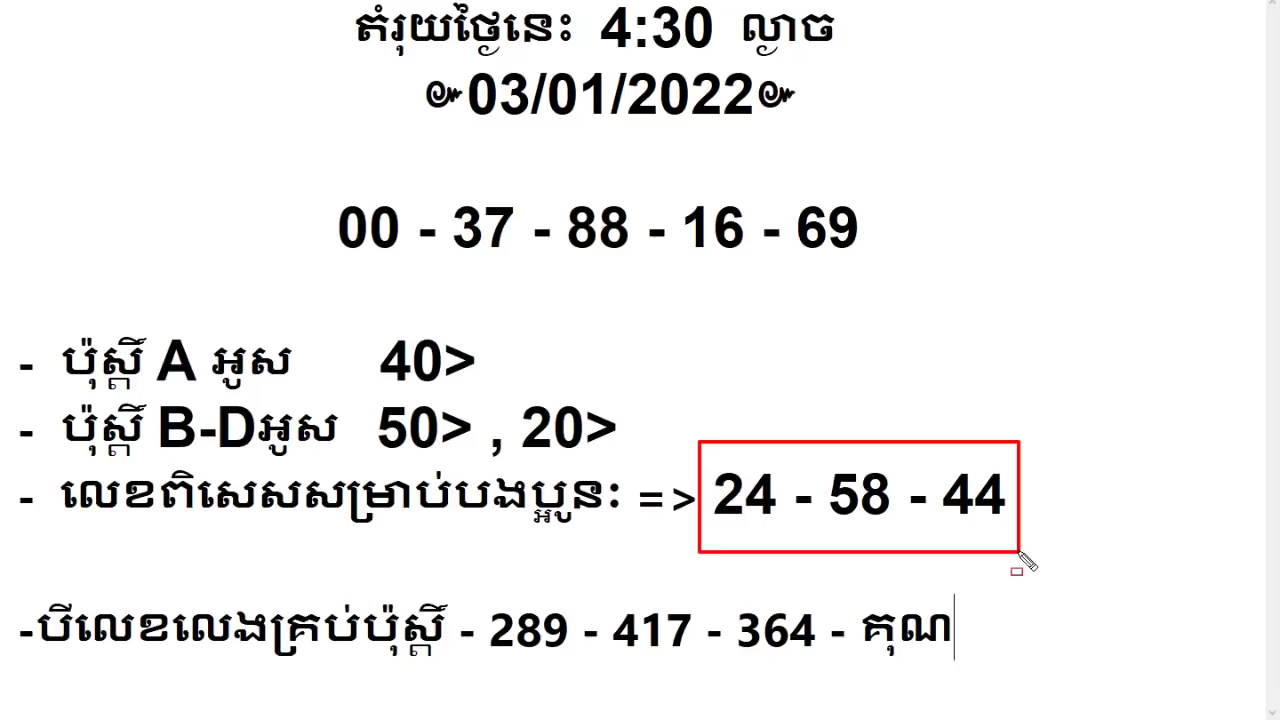 តំរុយថ្ងៃនេះ 4:30 ល្ងាច
03/01/2022
00 - 37 - 88 - 16 - 69
- ប៉ុស្តិ៍ A អូស 40>
- ប៉ុស្តិ៍ B-Dអូស 50> , 20>
- លេខពិសេសសម្រាប់បងប្អូន: => 24 - 58 - 44
-បីលេខលេងគ្រប់ប៉ុស្តិ៍ - 289 - 417 - 364 - គុណ